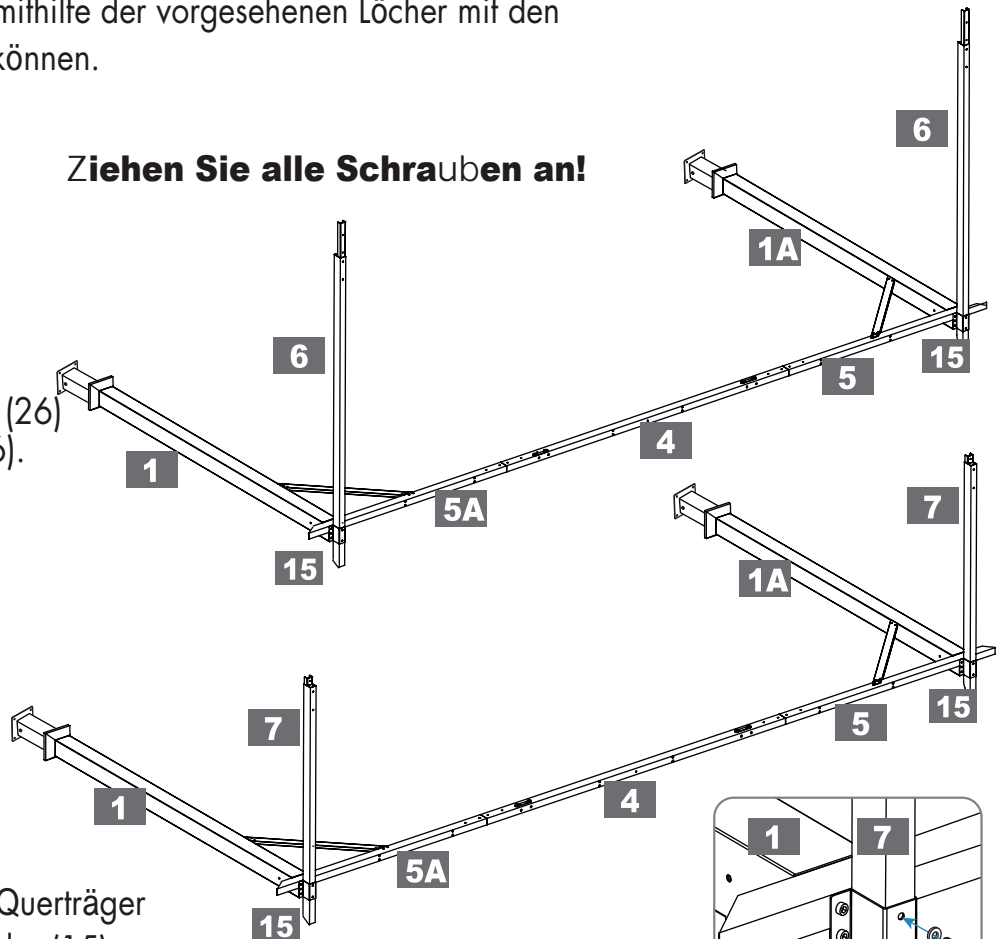 mithilfe der vorgesehenen Löcher mit den
können.
Ziehen Sie alle Schrauben an!
6
1A
6
15
5
(26)
4
1
5A
7
15
1A
7
15
5
1
4
1
7
5A
Querträger
15
(15)